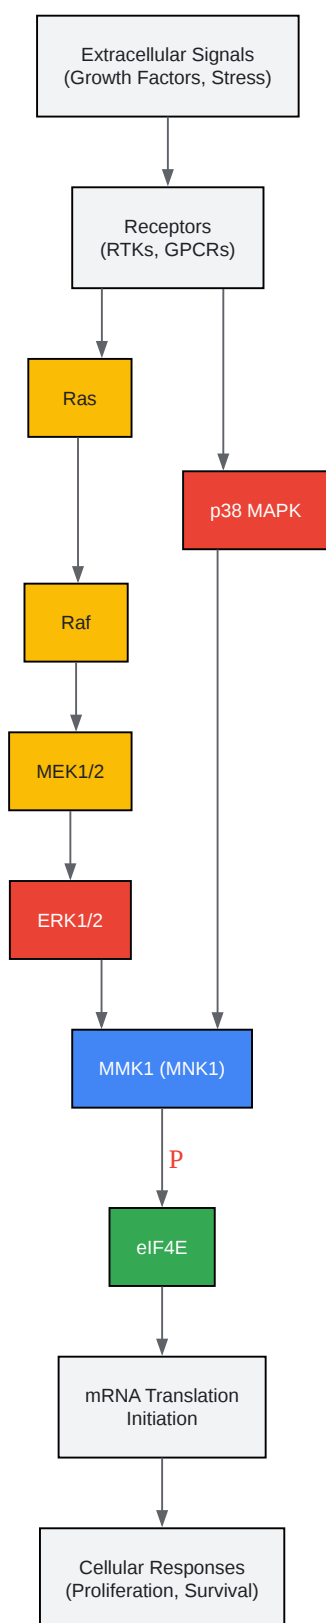 Extracellular Signals
(Growth Factors, Stress)
Receptors
(RTKs, GPCRs)
Ras
p38 MAPK
Raf
MEK1/2
ERK1/2
MMK1 (MNK1)
P
eIF4E
mRNA Translation
Initiation
Cellular Responses
(Proliferation, Survival)